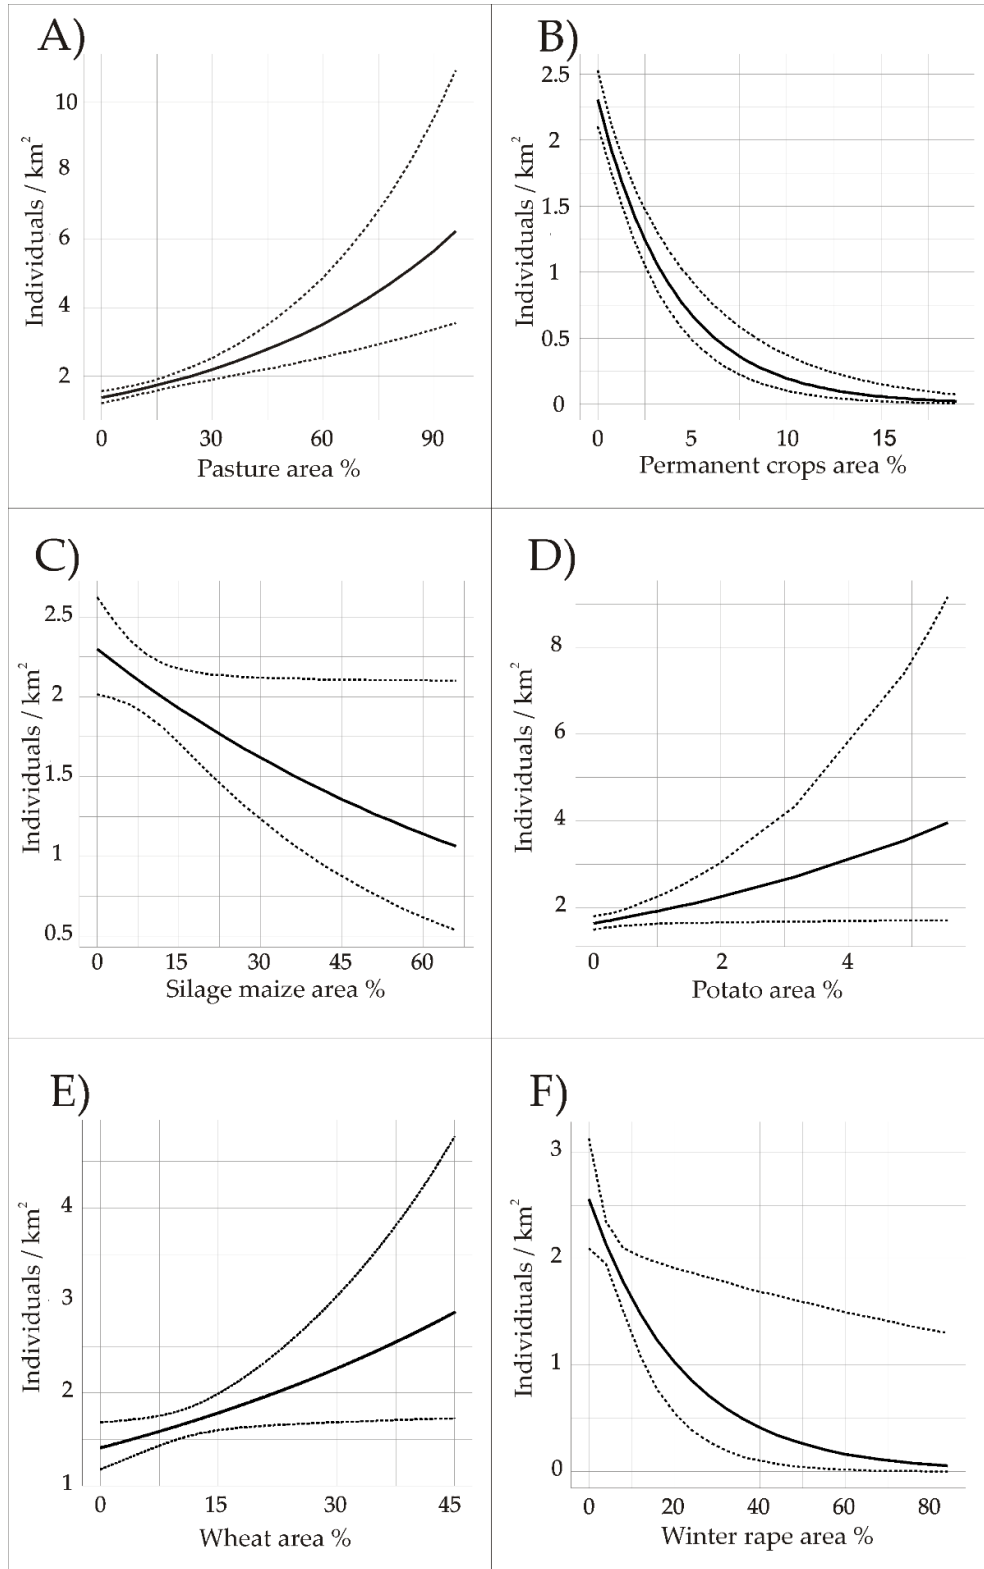 A)
Individuals / km²
10
8
6
4
2
0 30 60 90
Pasture area %
B)
Individuals / km²
2.5
2
1.5
1
0.5
0
0 5 10 15
Permanent crops area %
C)
Individuals / km²
2.5
2
1.5
1
0.5
0 15 30 45 60
Silage maize area %
D)
Individuals / km²
8
6
4
2
0 2 4
Potato area %
E)
Individuals / km²
4
3
2
1
0 15 30 45
Wheat area %
F)
Individiuals / km²
3
2
1
0
0 20 40 60 80
Winter rape area %